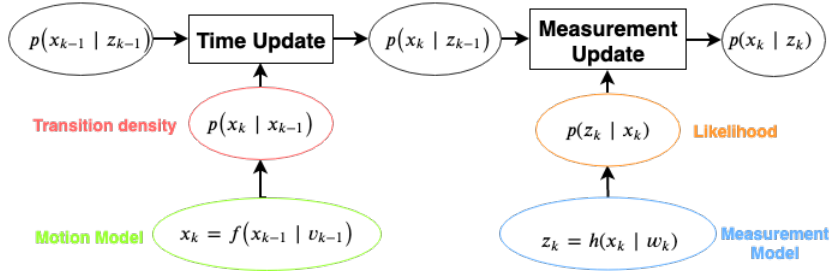 p(x_{k−1} | z_{k−1}) Time Update p(x_k | z_{k−1}) Measurement Update p(x_k | z_k)
Transition density p(x_k | x_{k−1}) p(z_k | x_k) Likelihood
Motion Model x_k = f(x_{k−1} | v_{k−1}) z_k = h(x_k | w_k) Measurement Model